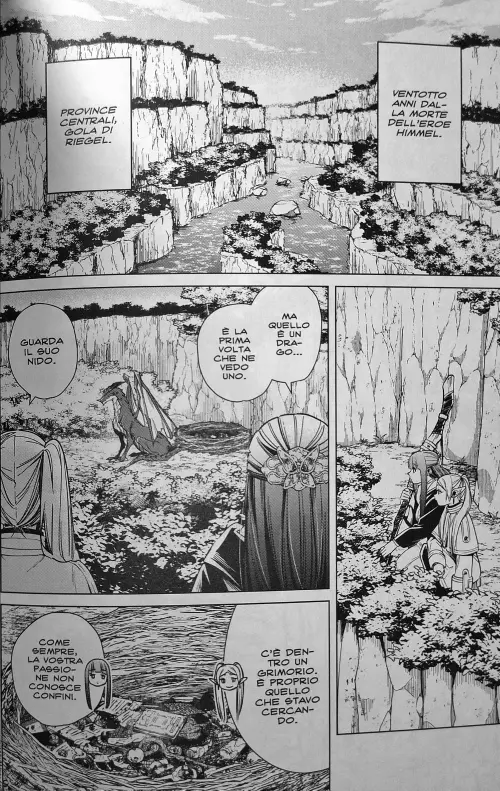 VENTOTTO
ANNI DAL-
LA MORTE
DELL'EROE
HIMMEL.
PROVINCE
CENTRALI,
GOLA DI
RIEGEL.
MA
QUELLO
È UN
DRA-
GO...
È LA
PRIMA
VOLTA
CHE NE
VEDO
UNO.
GUARDA
IL SUO
NIDO.
C'È DEN-
TRO UN
GRIMORIO.
È PROPRIO
QUELLO
CHE STAVO
CERCAN-
DO.
COME
SEMPRE,
LA VOSTRA
PASSIO-
NE NON
CONOSCE
CONFINI.